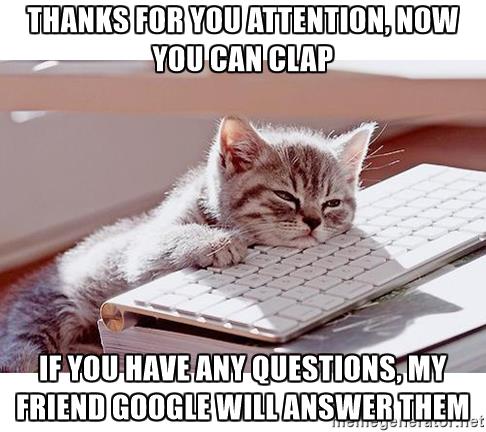 THANKS FOR YOU ATTENTION, NOW
YOU CAN CLAP
IF YOU HAVE ANY QUESTIONS, MY
FRIEND GOOGLE WILL ANSWER THEM
memegenerator.net